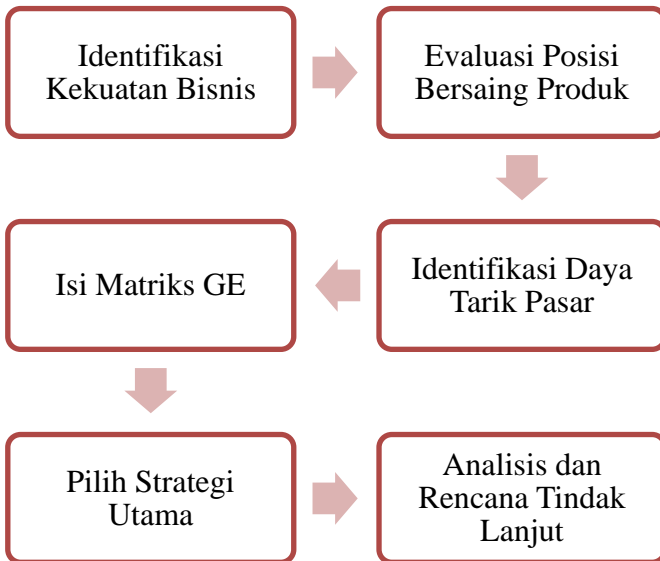 Identifikasi
Kekuatan Bisnis
Evaluasi Posisi
Bersaing Produk
Identifikasi Daya
Tarik Pasar
Isi Matriks GE
Pilih Strategi
Utama
Analisis dan
Rencana Tindak
Lanjut